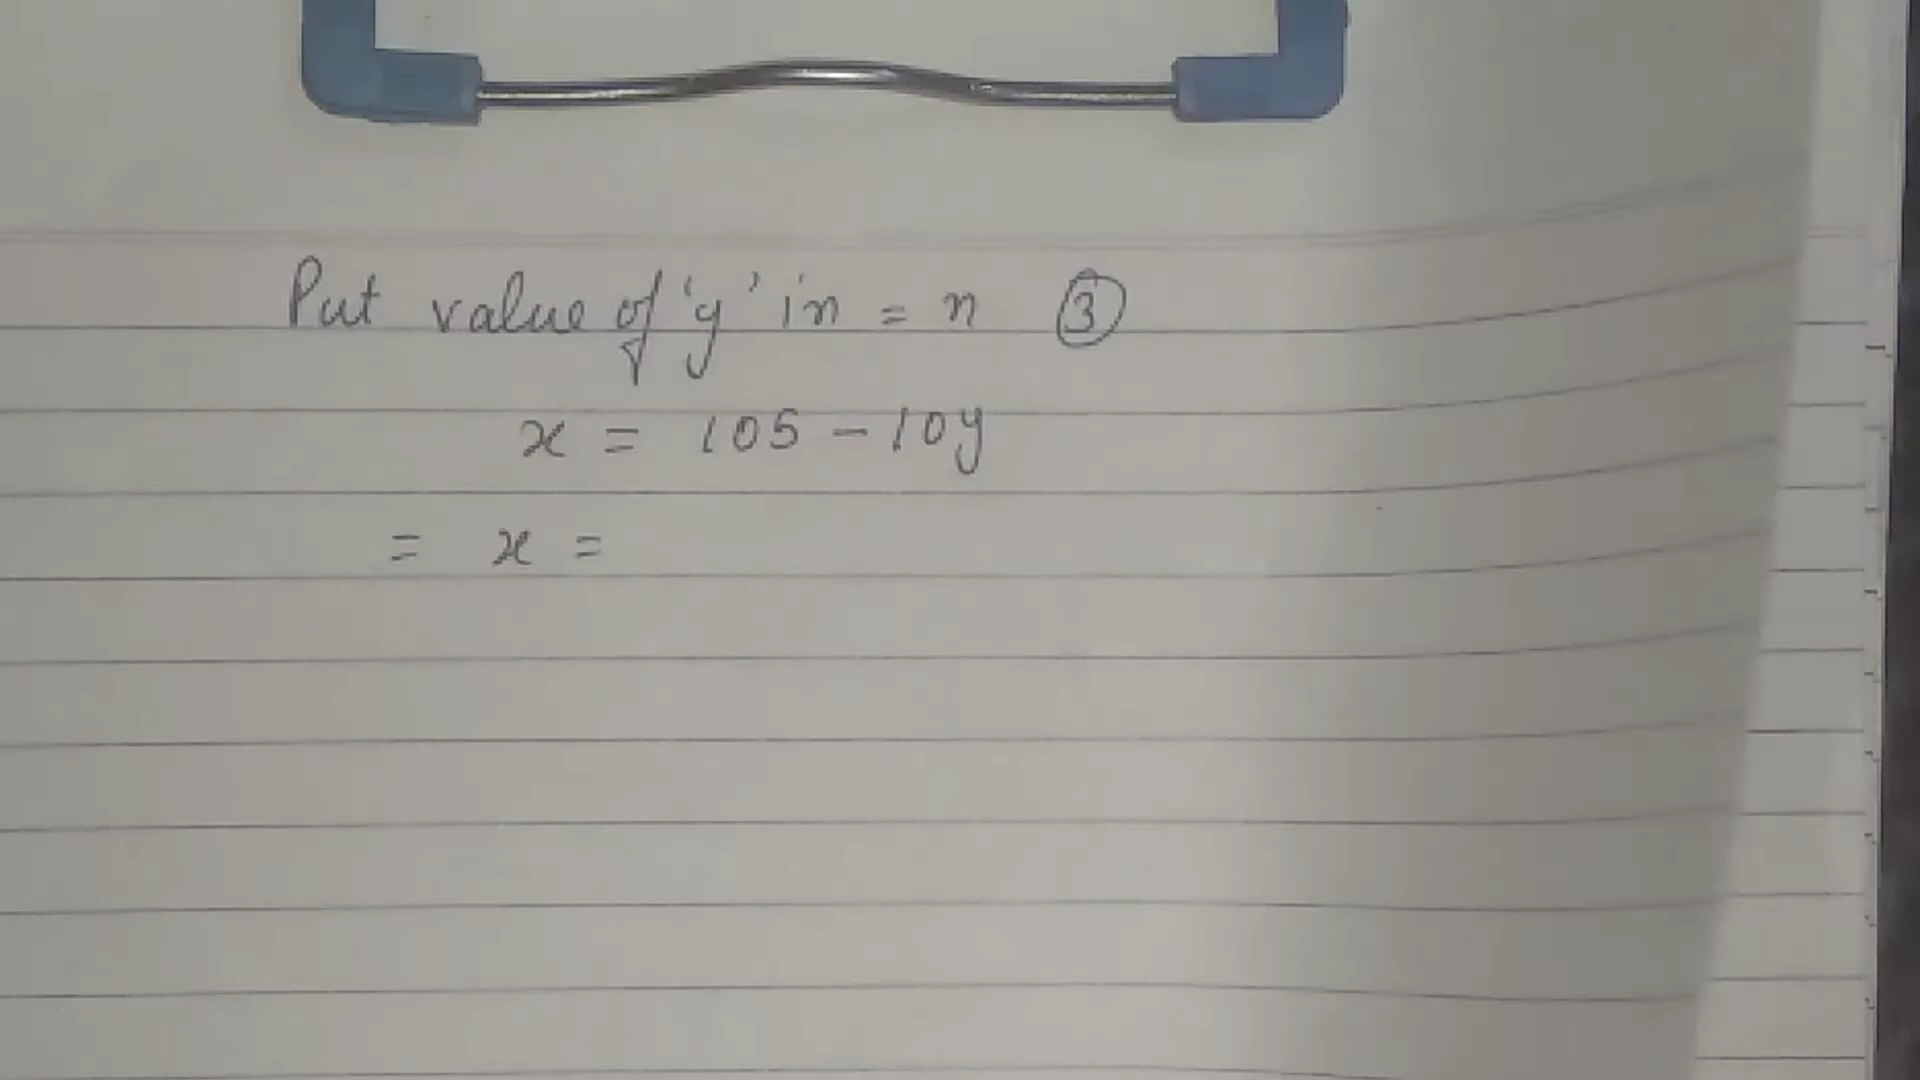 Put value of 'y' in = n ③
x = 105 - 10y
= x =